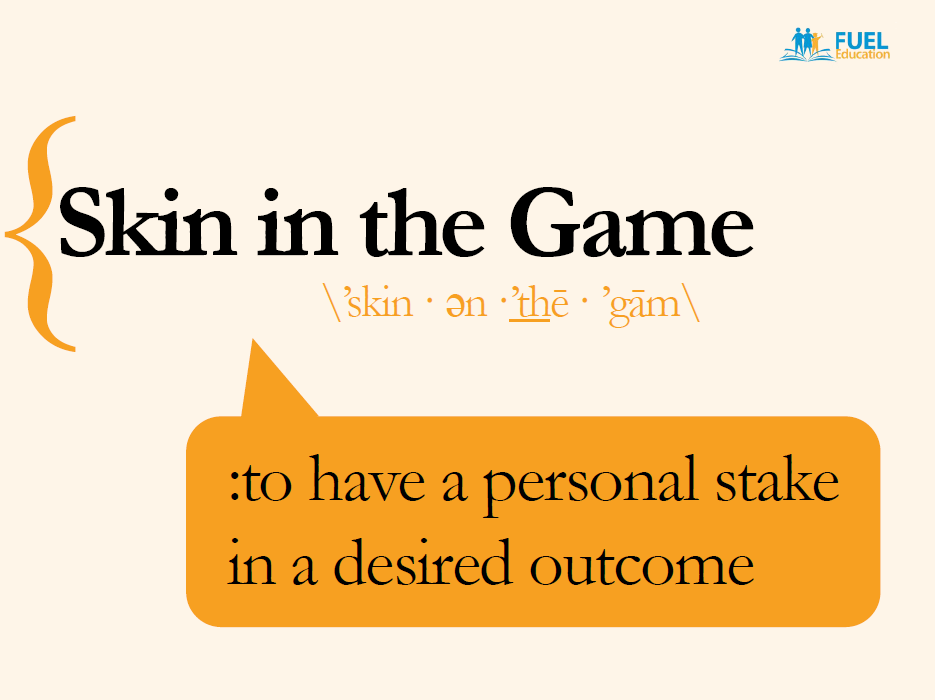 FUEL
Education
Skin in the Game
\’skin · ən ·’thē · ’gām\
:to have a personal stake
in a desired outcome